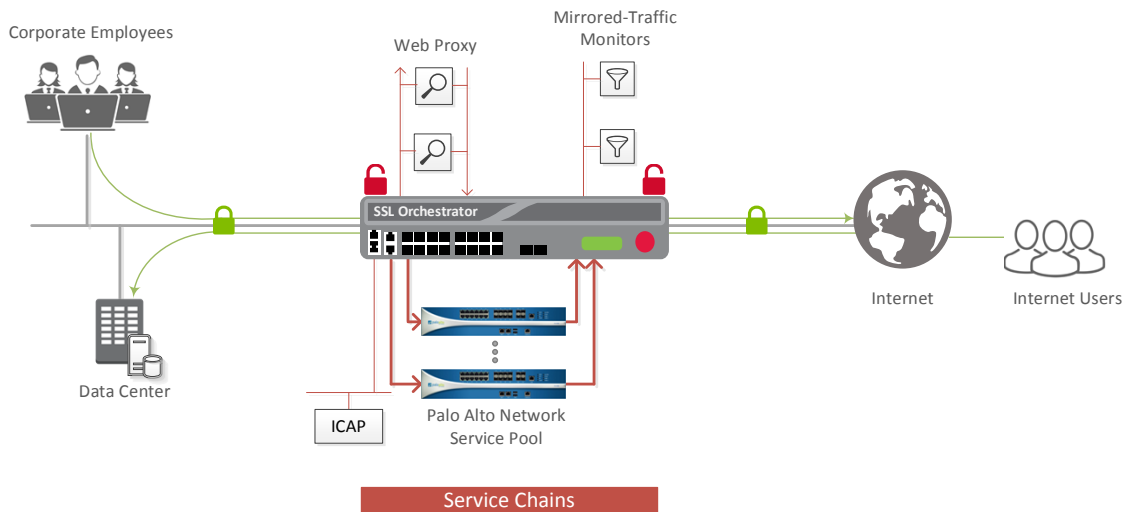 Mirrored-Traffic
Monitors
Corporate Employees
Web Proxy
SSL Orchestrator
Internet
Internet Users
Data Center
Palo Alto Network
Service Pool
ICAP
Service Chains